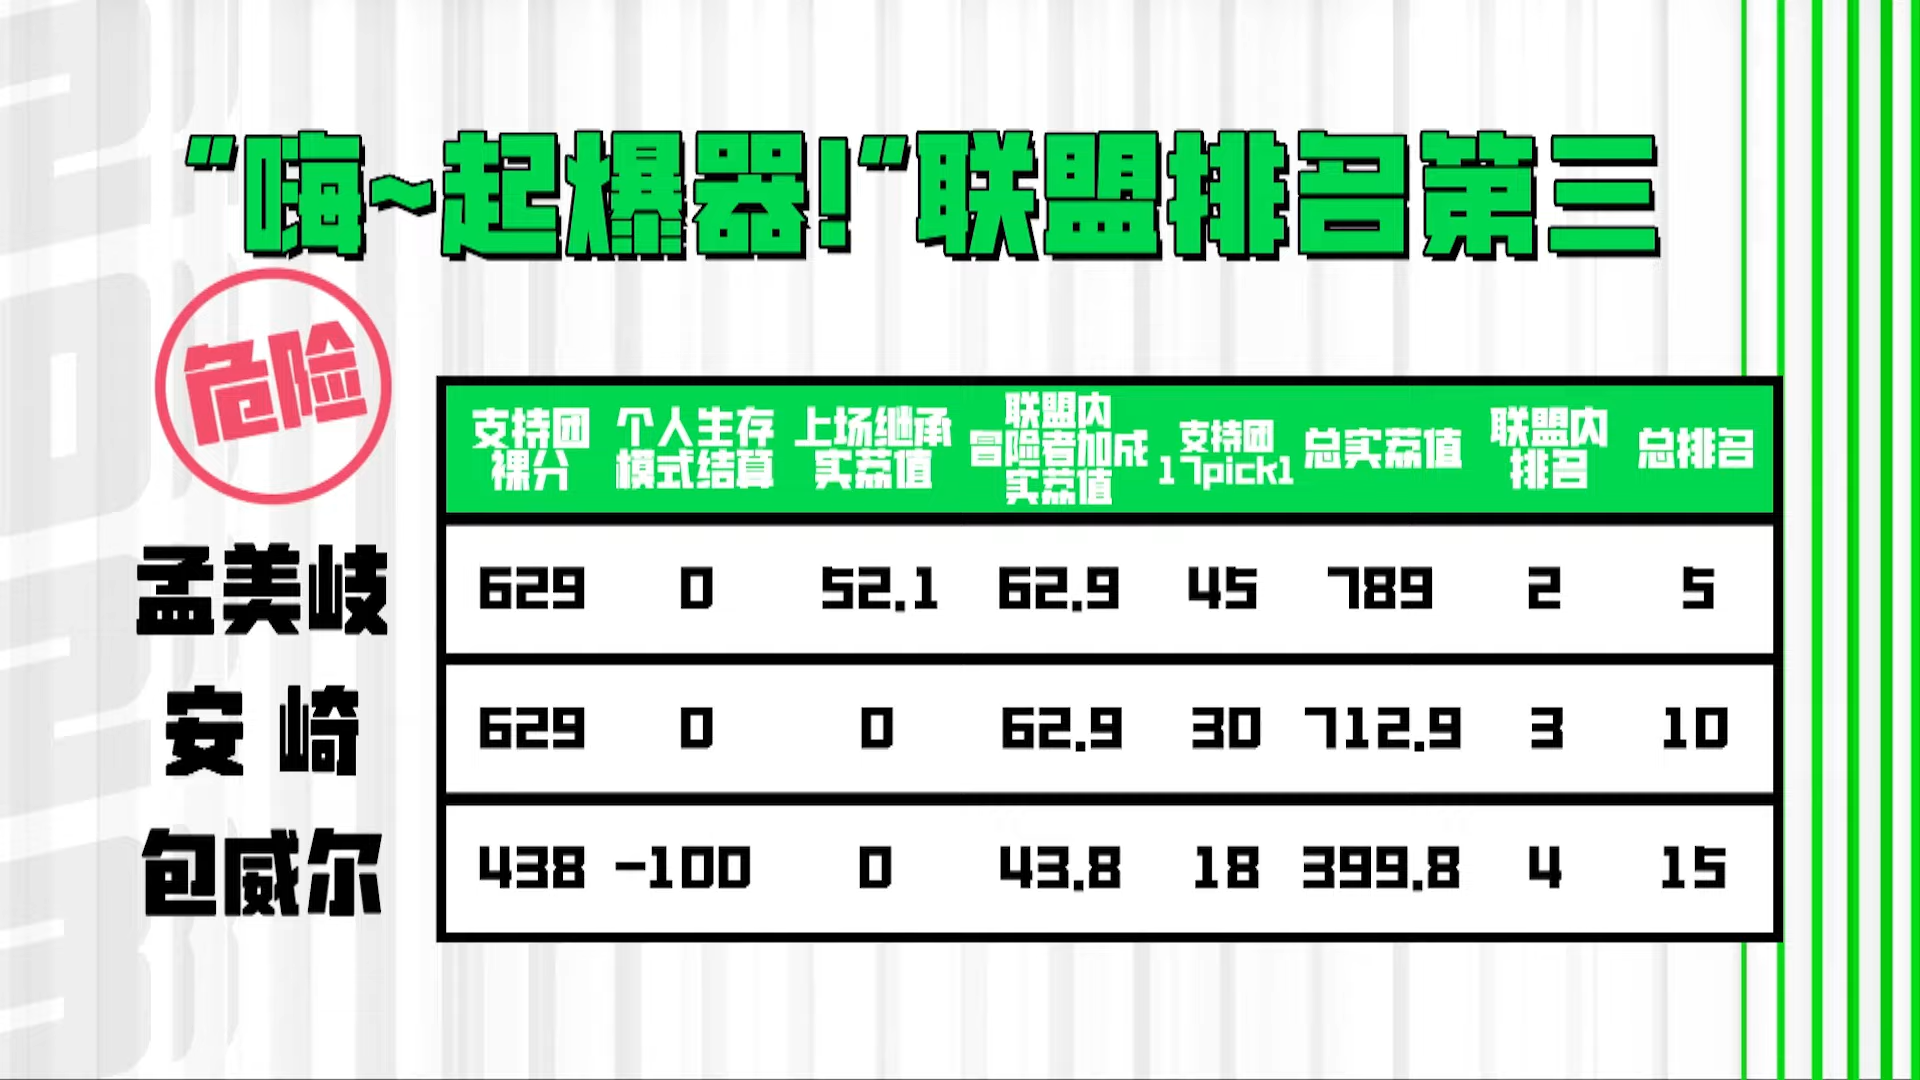 “嗨~起爆器!”联盟排名第三
危险
支持团
裸分
个人生存
模式结算
上场继承
实荔值
联盟内
冒险者加成
实荔值
支持团
17pick1
总实荔值
联盟内
排名
总排名
孟美岐 629 0 52.1 62.9 45 789 2 5
安崎 629 0 0 62.9 30 712.9 3 10
包威尔 438 -100 0 43.8 18 399.8 4 15